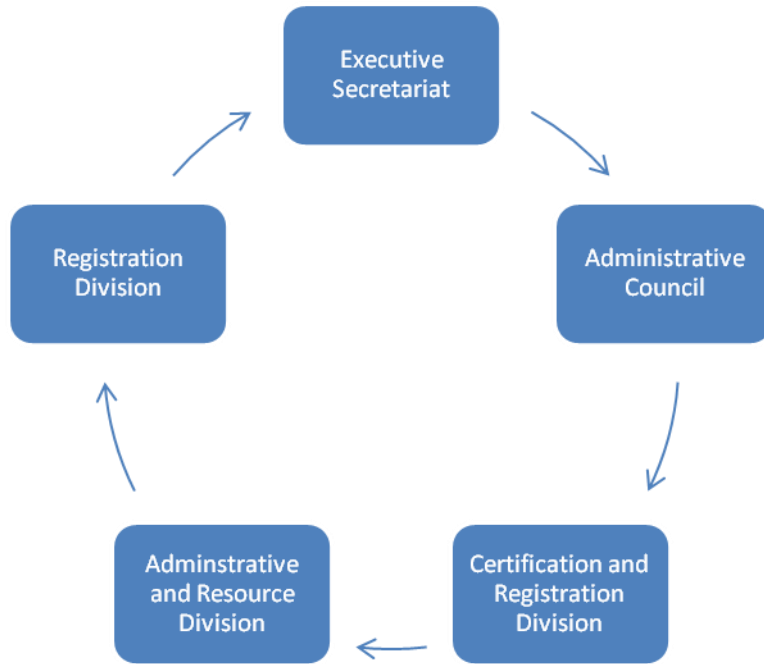 Executive
Secretariat
Administrative
Council
Certification and
Registration
Division
Adminstrative
and Resource
Division
Registration
Division